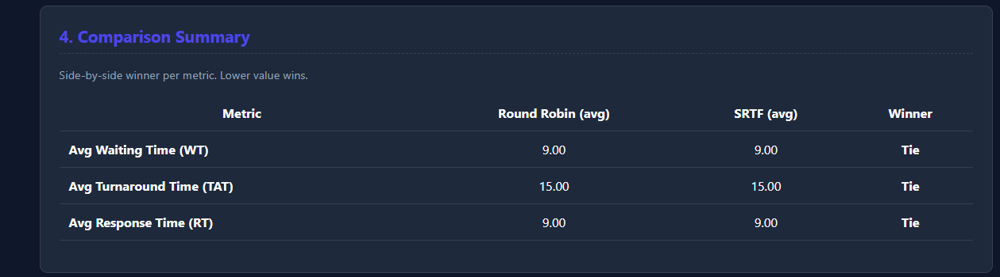 4. Comparison Summary
Side-by-side winner per metric. Lower value wins.
Metric Round Robin (avg) SRTF (avg) Winner
Avg Waiting Time (WT) 9.00 9.00 Tie
Avg Turnaround Time (TAT) 15.00 15.00 Tie
Avg Response Time (RT) 9.00 9.00 Tie